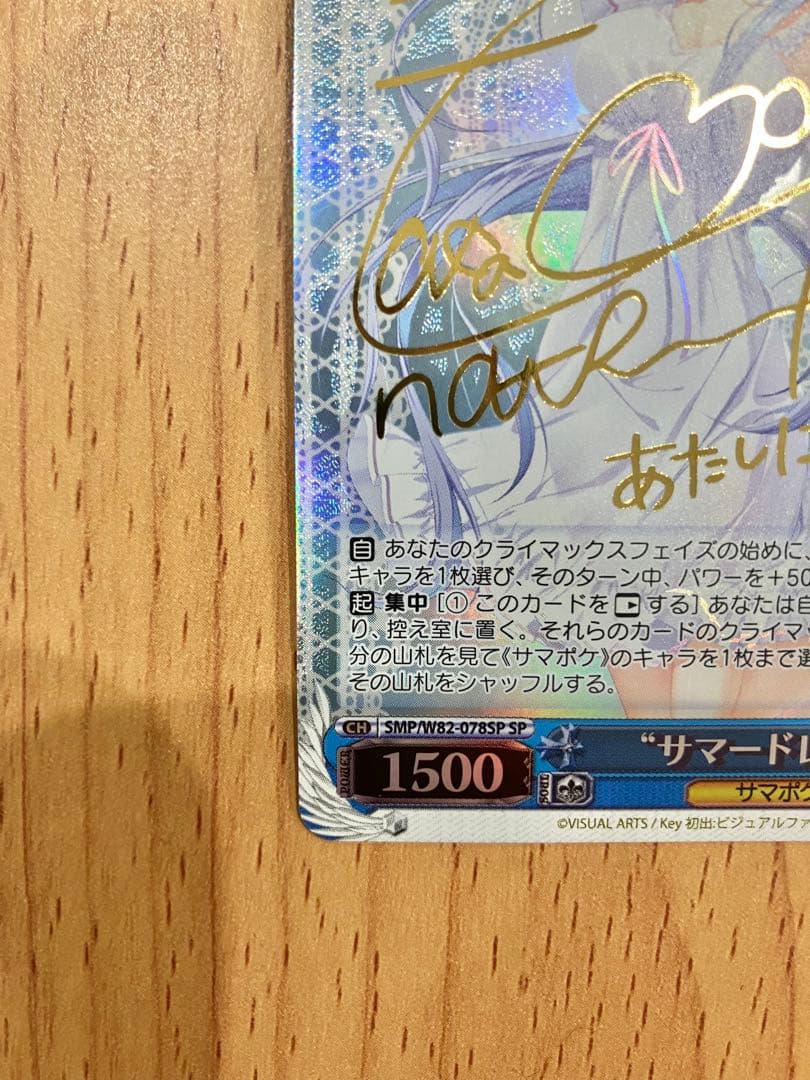 あたしに
自 あなたのクライマックスフェイズの始めに、
キャラを1枚選び、そのターン中、パワーを+50
起 集中 [① このカードを する] あなたは自
り、控え室に置く。それらのカードのクライマッ
分の山札を見て《サマポケ》のキャラを1枚まで選
その山札をシャッフルする。
CH SMP/W82-078SP SP
POWER 1500 SOUL
“サマードレ
サマポケ
©VISUAL ARTS / Key 初出:ビジュアルファ